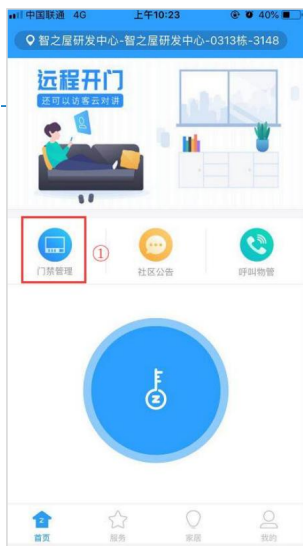 中国联通 4G 上午10:23 40%
智之屋研发中心-智之屋研发中心-0313栋-3148
远程开门
还可以访客云对讲
门禁管理 ① 社区公告 呼叫物管
z
首页 服务 家居 我的